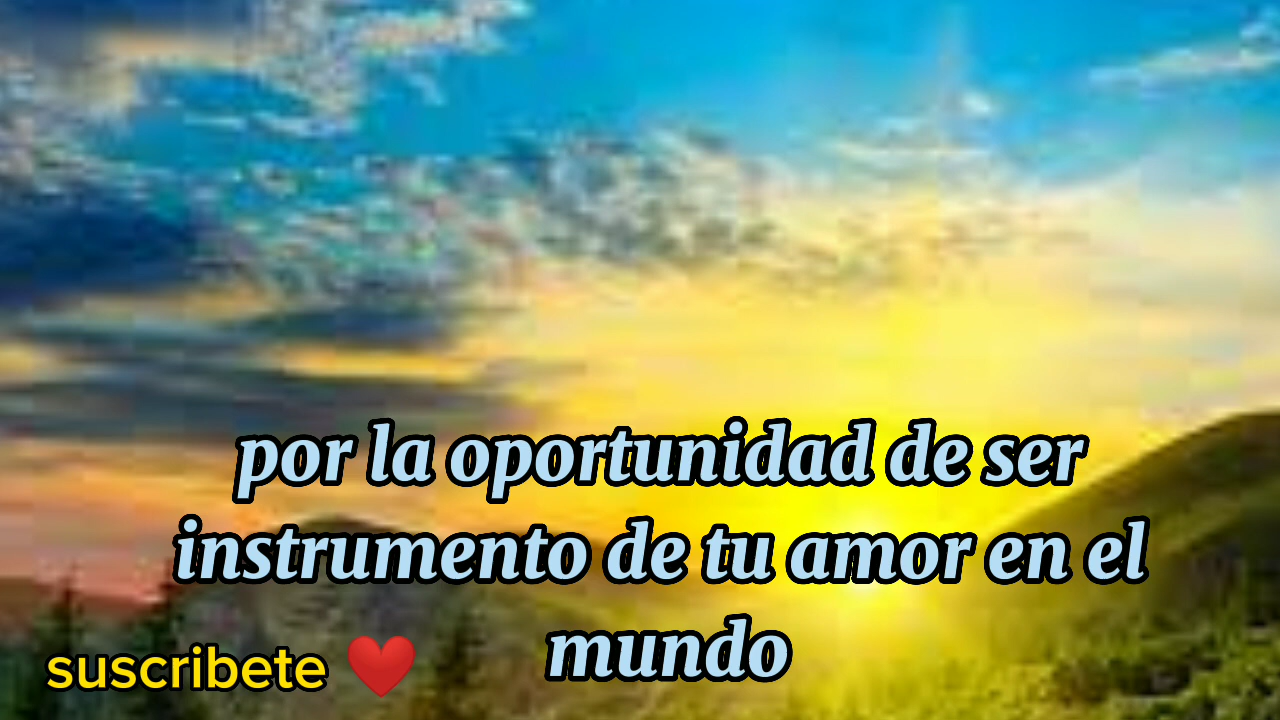 por la oportunidad de ser
instrumento de tu amor en el
mundo
suscribete ❤️